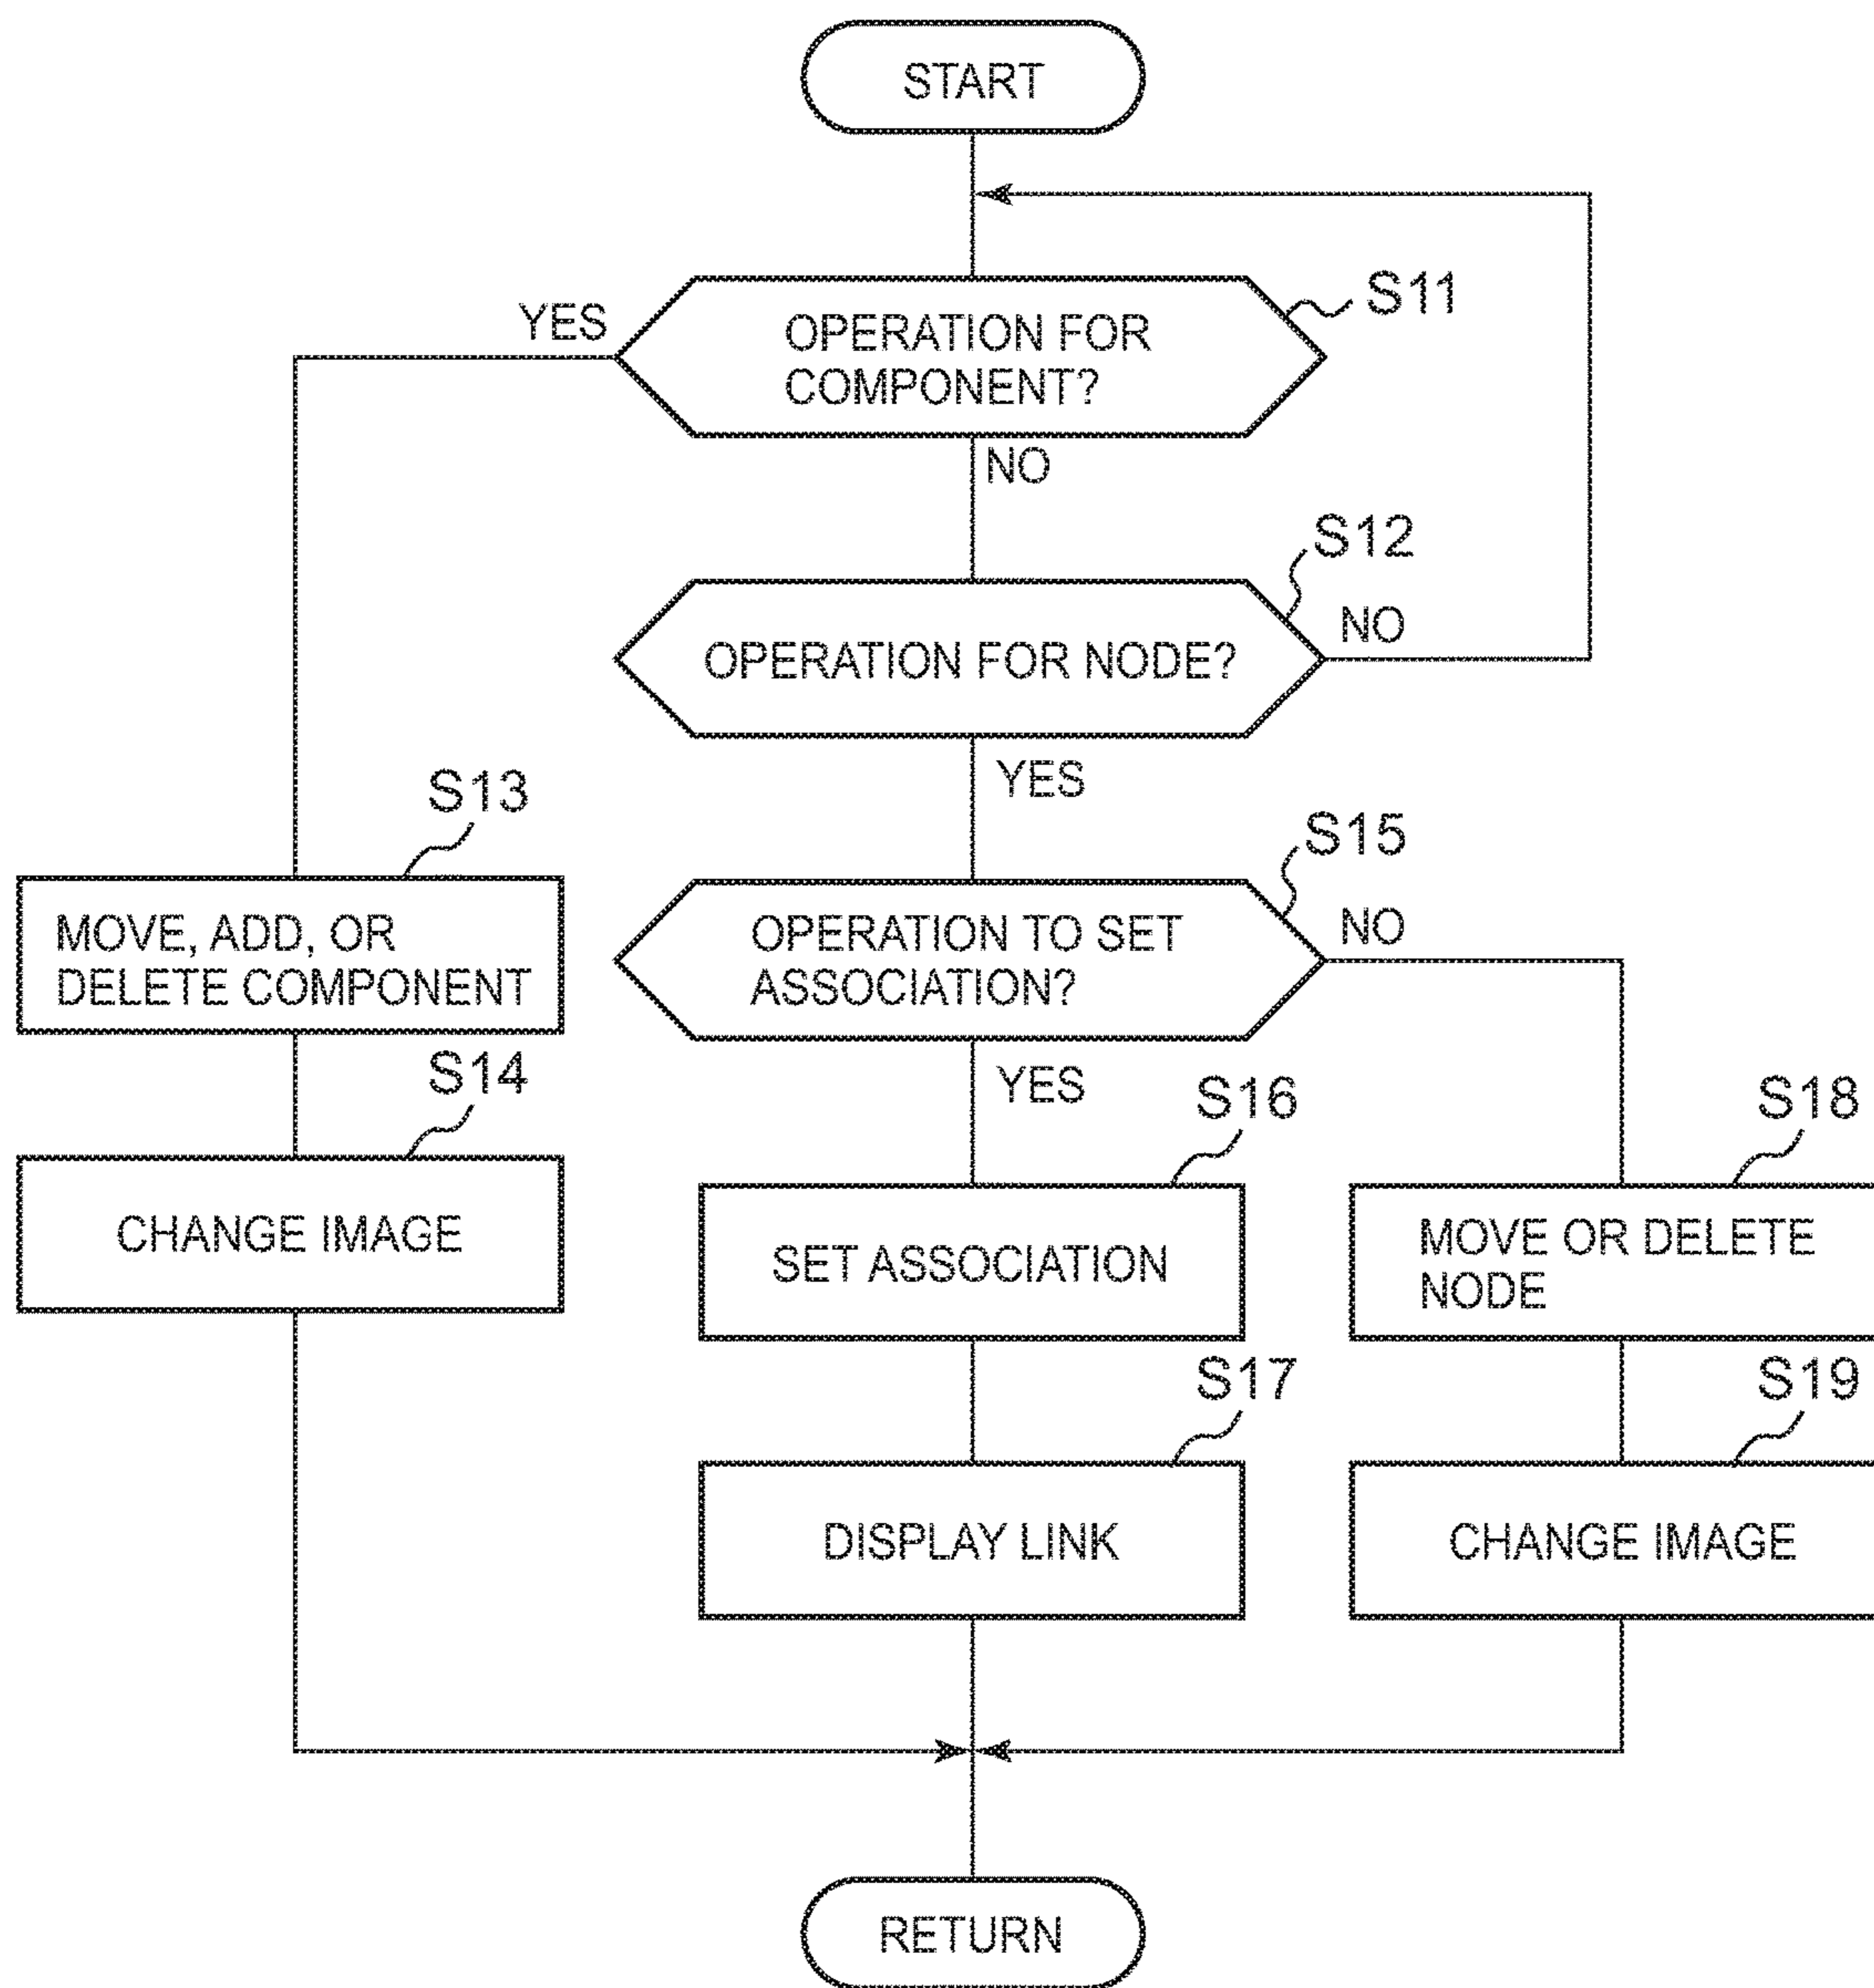 START
YES
OPERATION FOR
COMPONENT?
S11
NO
S12
OPERATION FOR NODE?
NO
YES
S13
MOVE, ADD, OR
DELETE COMPONENT
S15
OPERATION TO SET
ASSOCIATION?
NO
YES
S14
CHANGE IMAGE
S16
SET ASSOCIATION
S18
MOVE OR DELETE
NODE
S17
DISPLAY LINK
S19
CHANGE IMAGE
RETURN